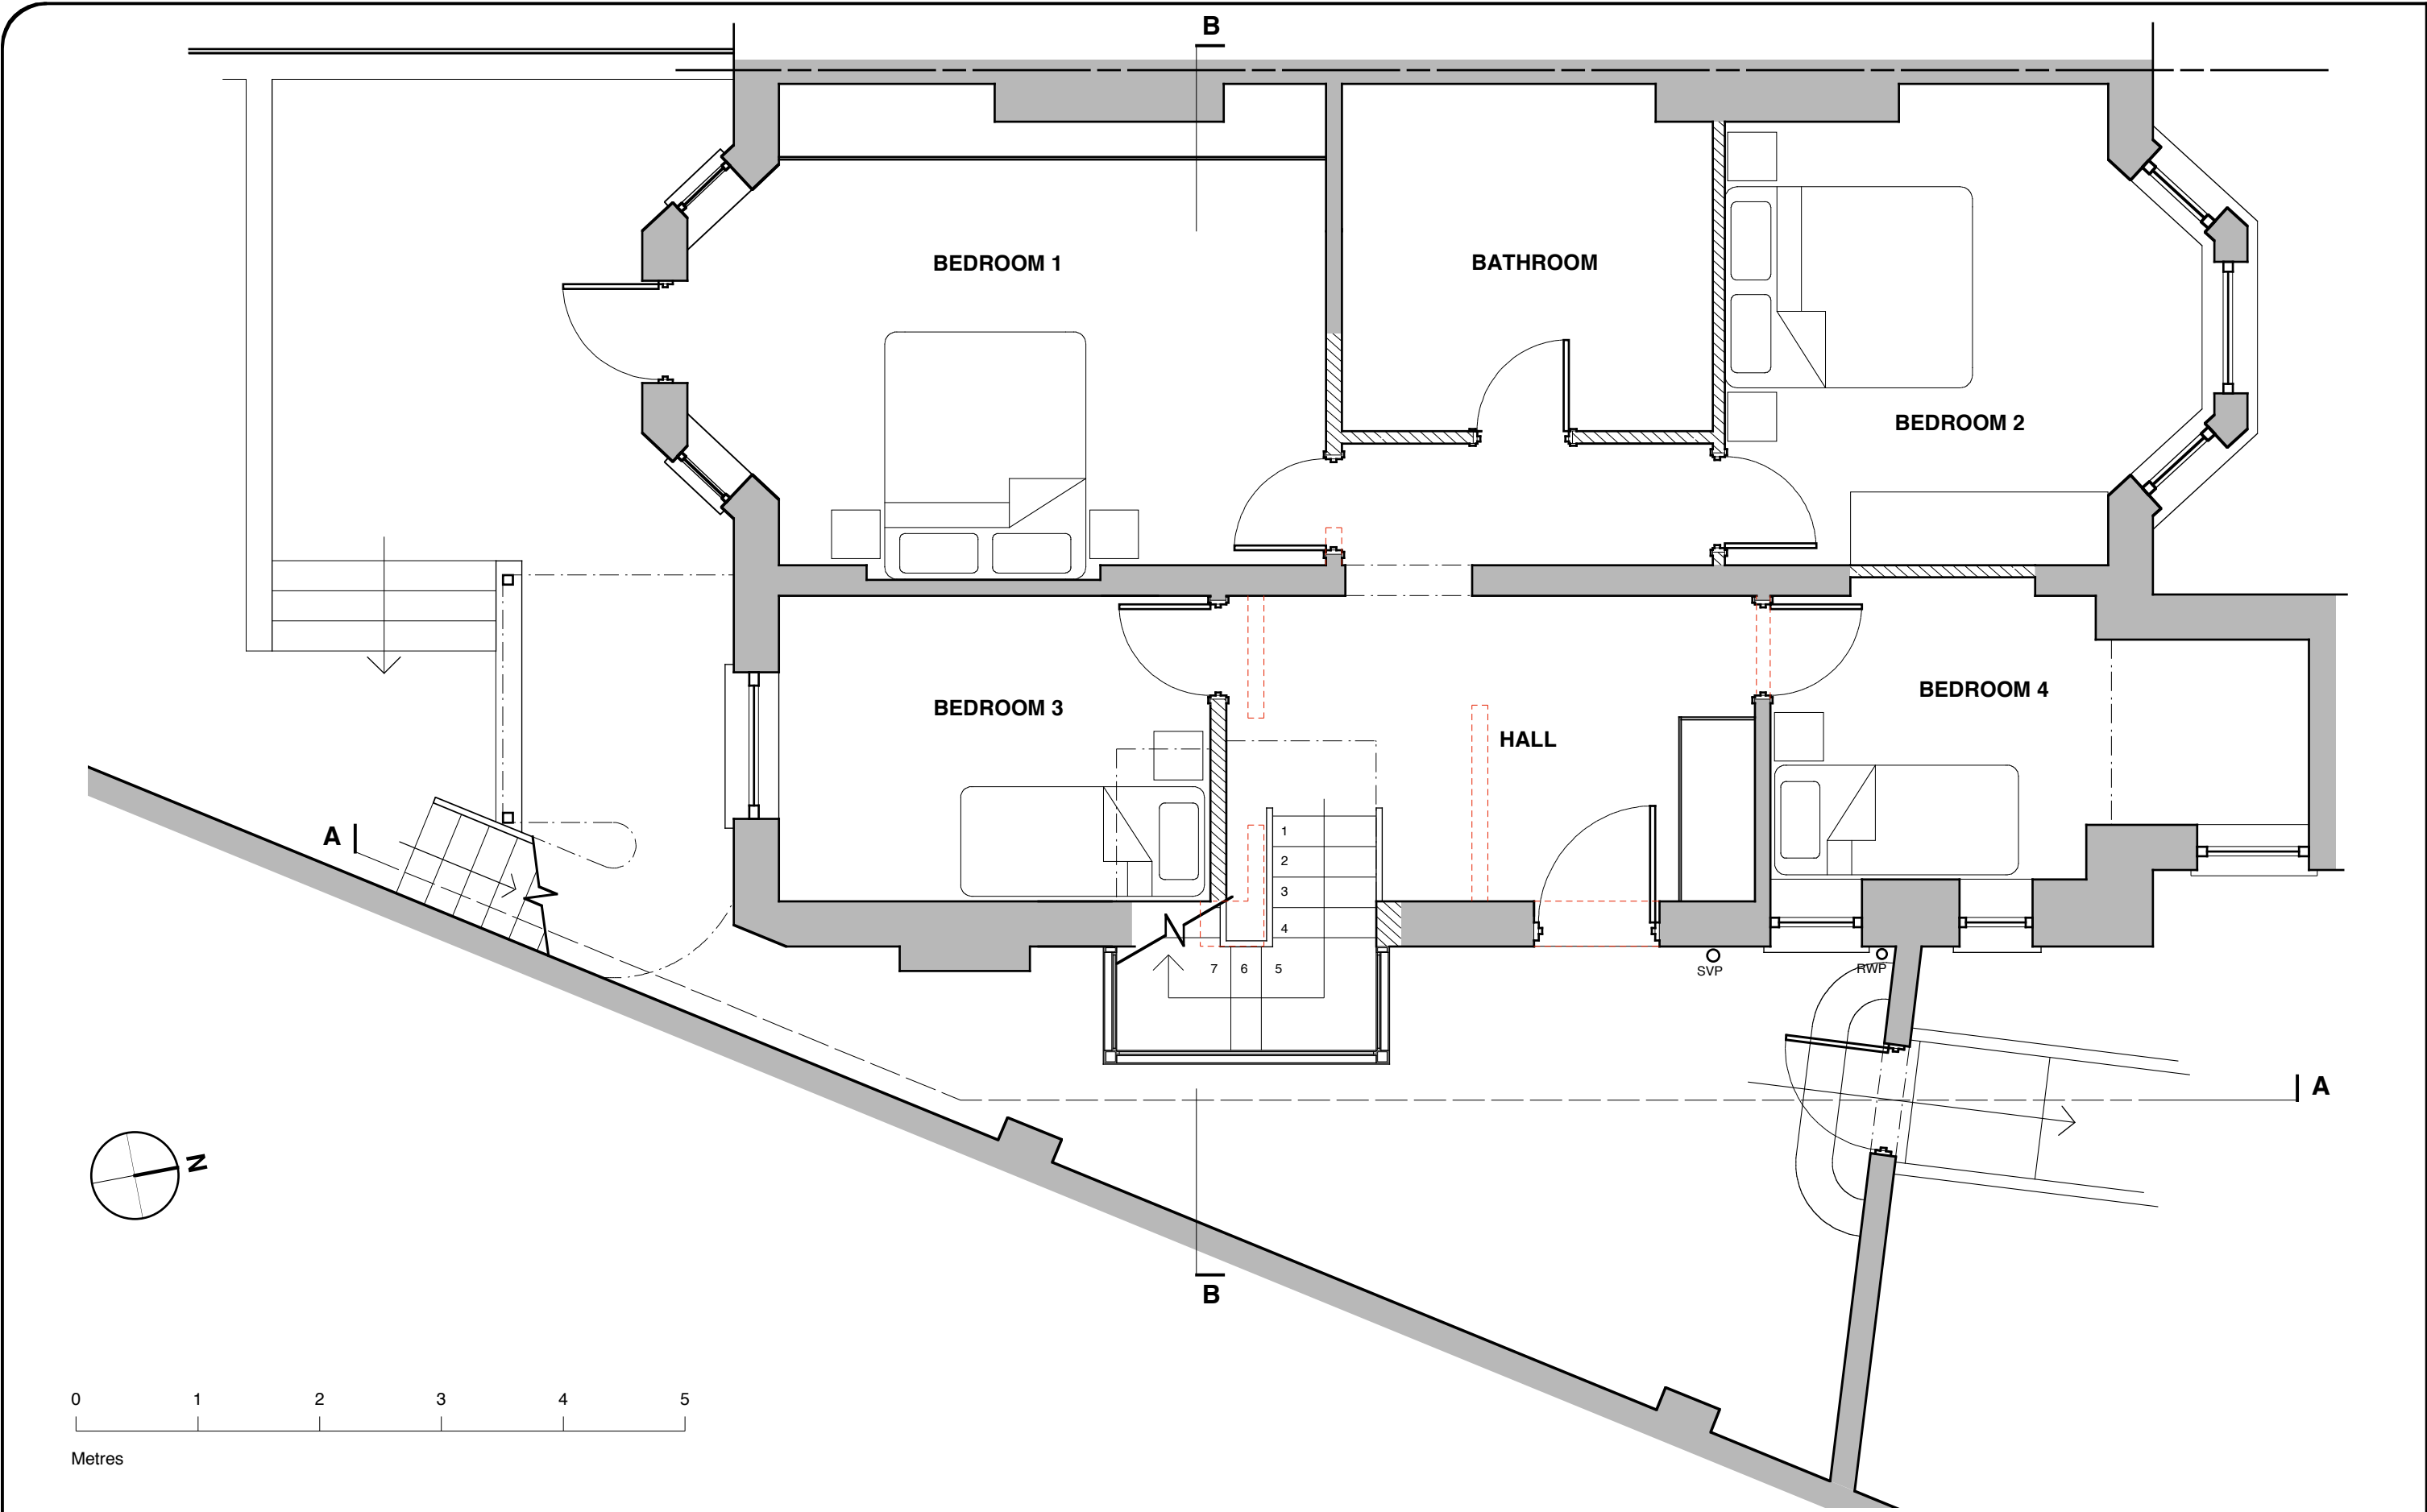 B
BEDROOM 1
BATHROOM
BEDROOM 2
BEDROOM 3
HALL
BEDROOM 4
A
1
2
3
4
7 6 5
SVP
RWP
A
N
B
0 1 2 3 4 5
Metres